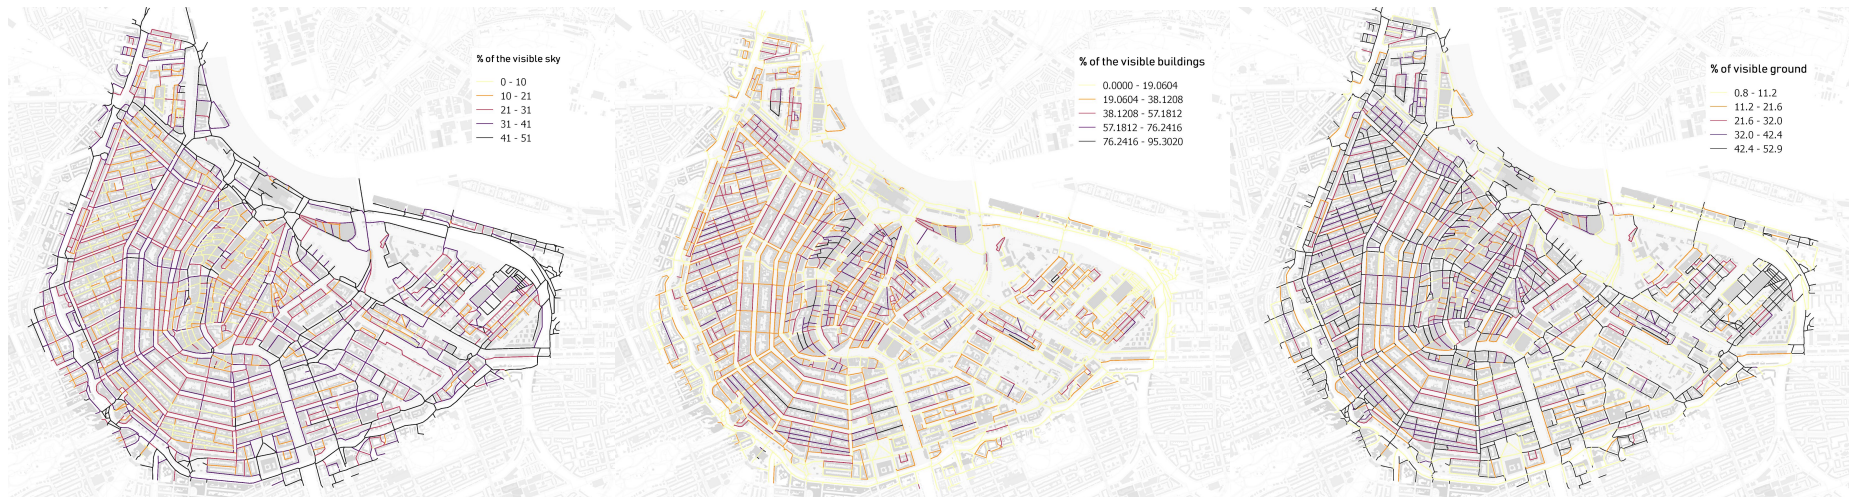 % of the visible sky
0 - 10
10 - 21
21 - 31
31 - 41
41 - 51
% of the visible buildings
0.0000 - 19.0604
19.0604 - 38.1208
38.1208 - 57.1812
57.1812 - 76.2416
76.2416 - 95.3020
% of visible ground
0.8 - 11.2
11.2 - 21.6
21.6 - 32.0
32.0 - 42.4
42.4 - 52.9